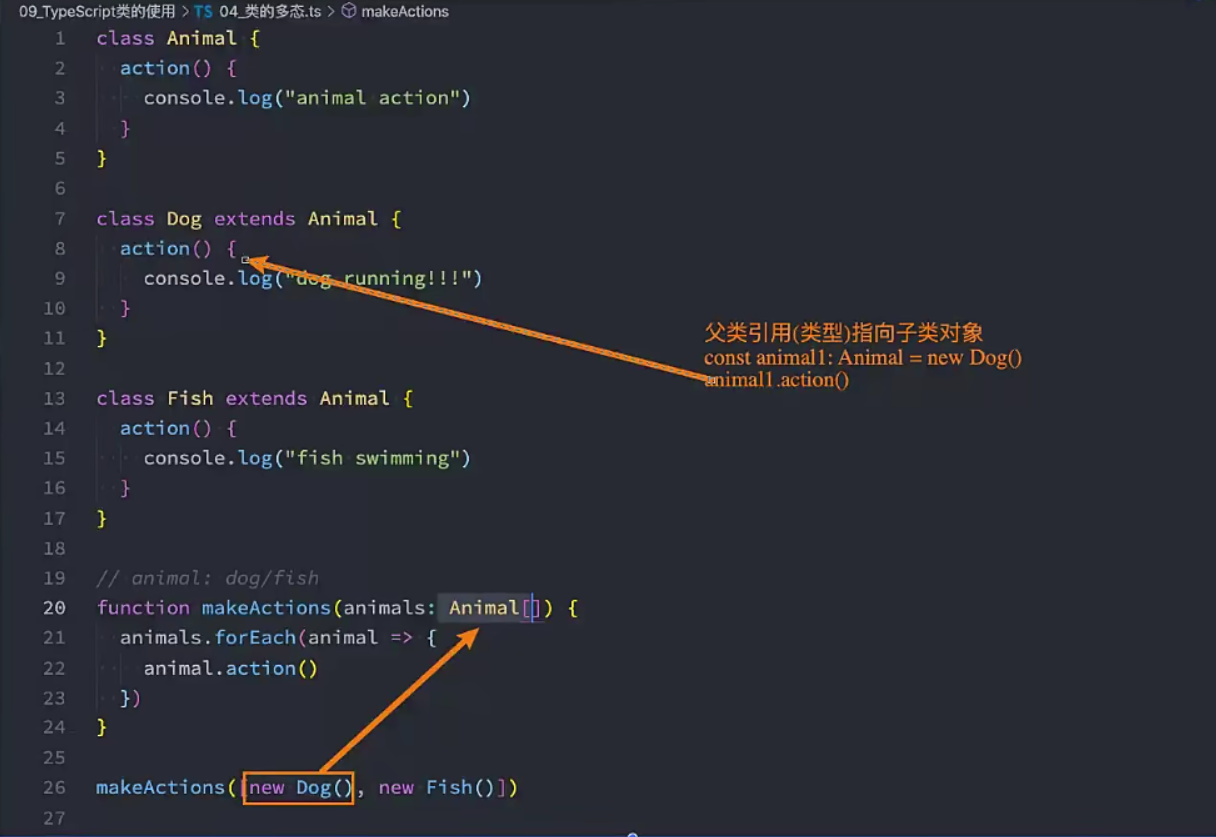 09_TypeScript类的使用 > TS 04_类的多态.ts > makeActions
1 class Animal {
2 action() {
3 console.log("animal action")
4 }
5 }
6
7 class Dog extends Animal {
8 action() {
9 console.log("dog running!!!")
10 }
11 }
12
父类引用(类型)指向子类对象
const animal1: Animal = new Dog()
animal1.action()
13 class Fish extends Animal {
14 action() {
15 console.log("fish swimming")
16 }
17 }
18
19 // animal: dog/fish
20 function makeActions(animals: Animal[]) {
21 animals.forEach(animal => {
22 animal.action()
23 })
24 }
25
26 makeActions([new Dog(), new Fish()])
27